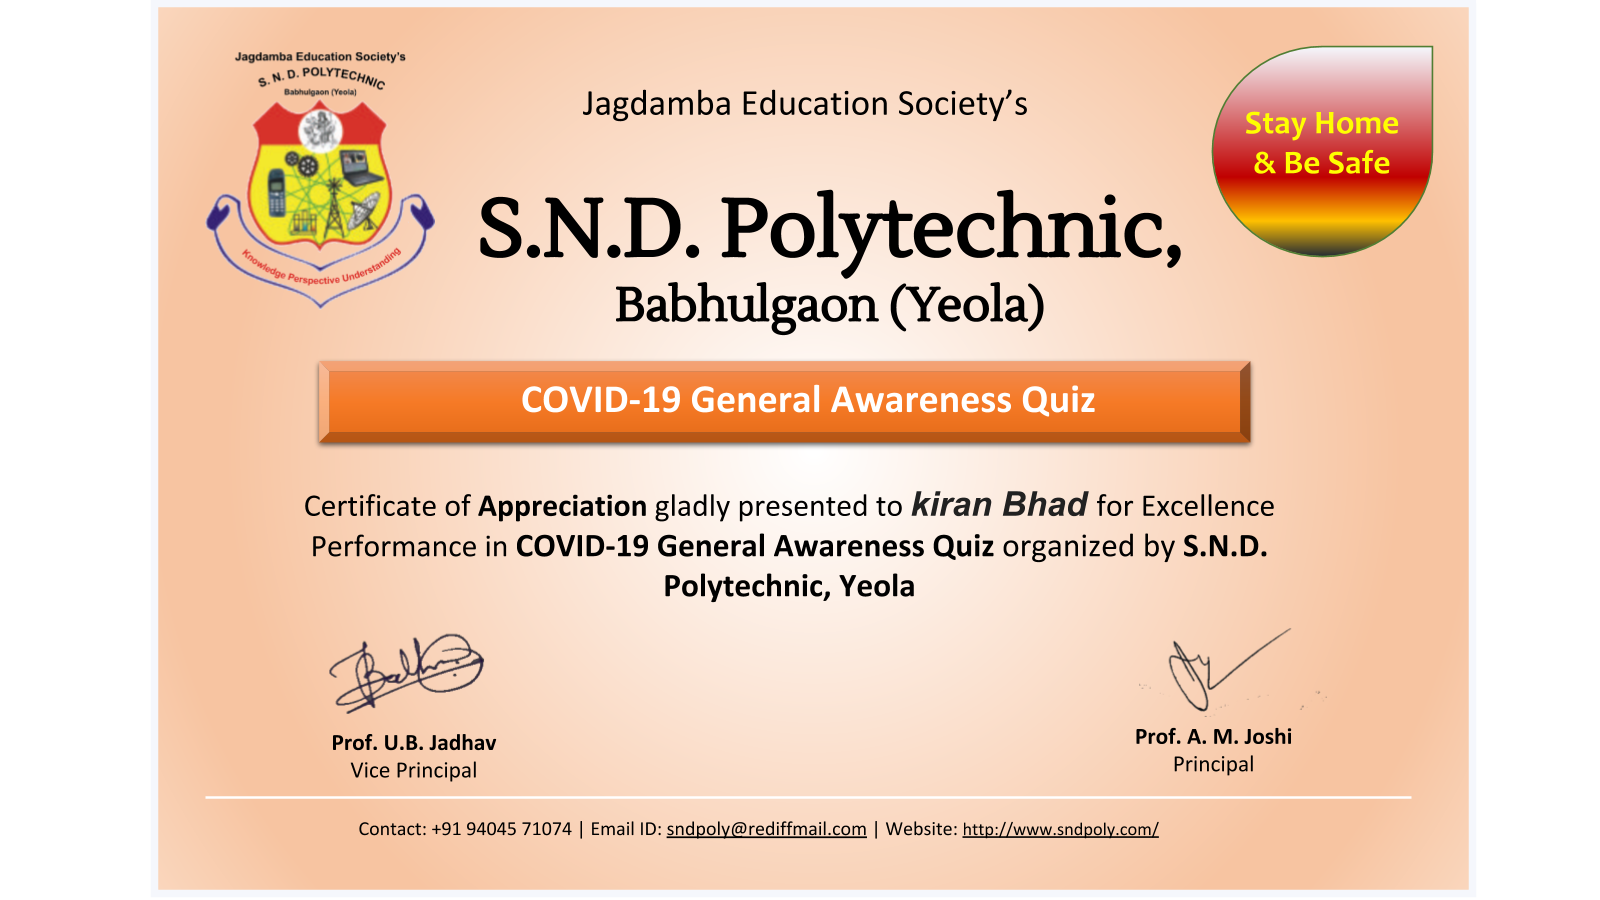 Jagdamba Education Society's
S. N. D. POLYTECHNIC
Babhulgaon (Yeola)
Knowledge Perspective Understanding
Jagdamba Education Society’s
Stay Home
& Be Safe
S.N.D. Polytechnic,
Babhulgaon (Yeola)
COVID-19 General Awareness Quiz
Certificate of Appreciation gladly presented to kiran Bhad for Excellence
Performance in COVID-19 General Awareness Quiz organized by S.N.D.
Polytechnic, Yeola
Prof. U.B. Jadhav
Vice Principal
Prof. A. M. Joshi
Principal
Contact: +91 94045 71074 | Email ID: sndpoly@rediffmail.com | Website: http://www.sndpoly.com/